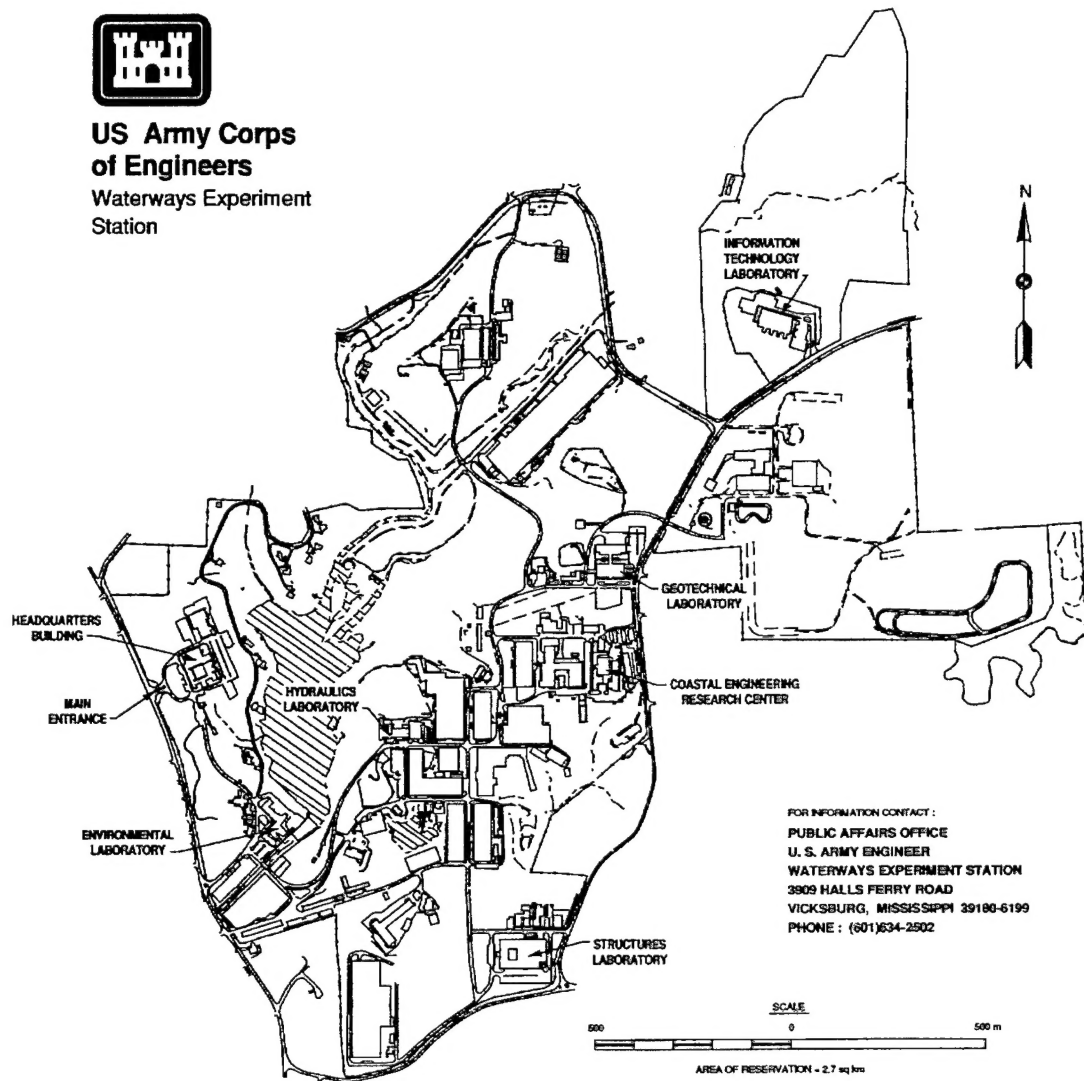 US Army Corps
of Engineers
Waterways Experiment
Station
N
INFORMATION
TECHNOLOGY
LABORATORY
GEOTECHNICAL
LABORATORY
HEADQUARTERS
BUILDING
MAIN
ENTRANCE
HYDRAULICS
LABORATORY
COASTAL ENGINEERING
RESEARCH CENTER
ENVIRONMENTAL
LABORATORY
STRUCTURES
LABORATORY
FOR INFORMATION CONTACT :
PUBLIC AFFAIRS OFFICE
U. S. ARMY ENGINEER
WATERWAYS EXPERIMENT STATION
3909 HALLS FERRY ROAD
VICKSBURG, MISSISSIPPI 39180-6199
PHONE : (601)634-2502
SCALE
500 0 500 m
AREA OF RESERVATION = 2.7 sq km